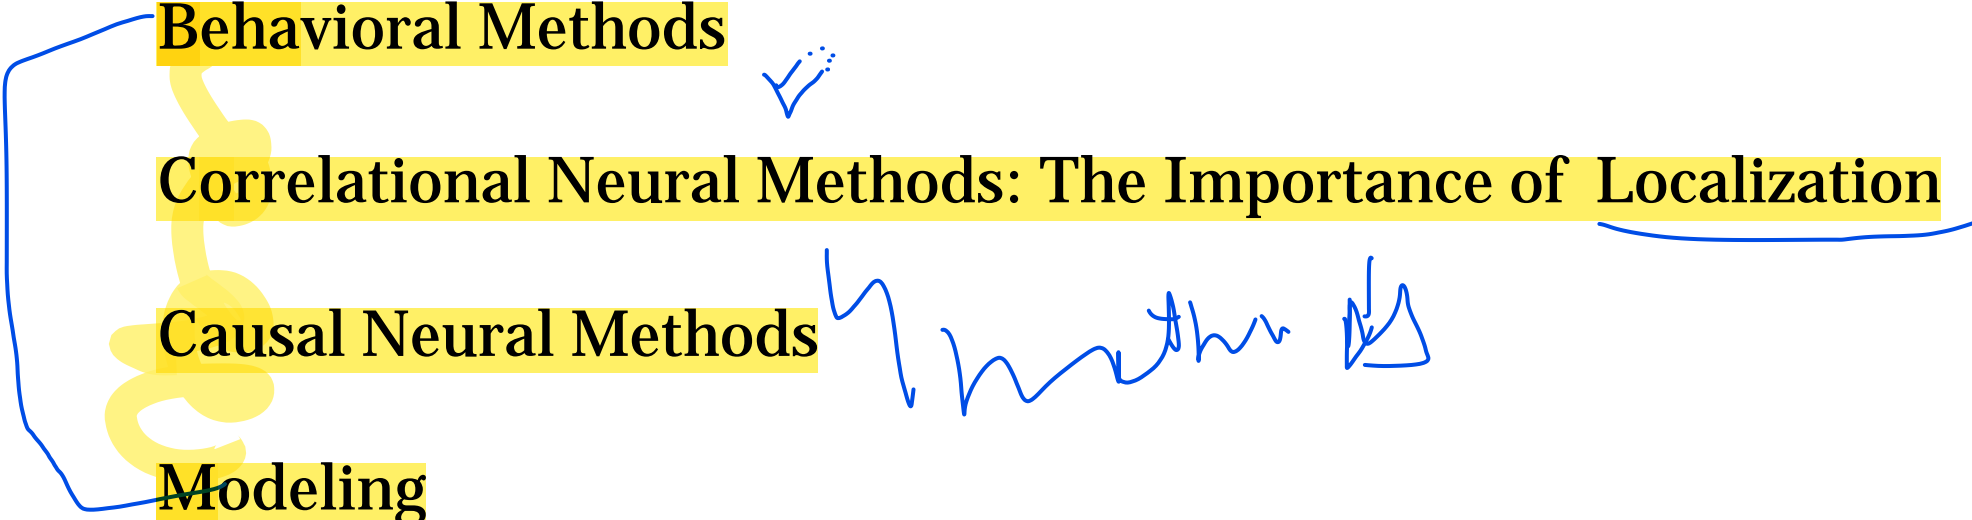 Behavioral Methods
Correlational Neural Methods: The Importance of Localization
Causal Neural Methods
Modeling